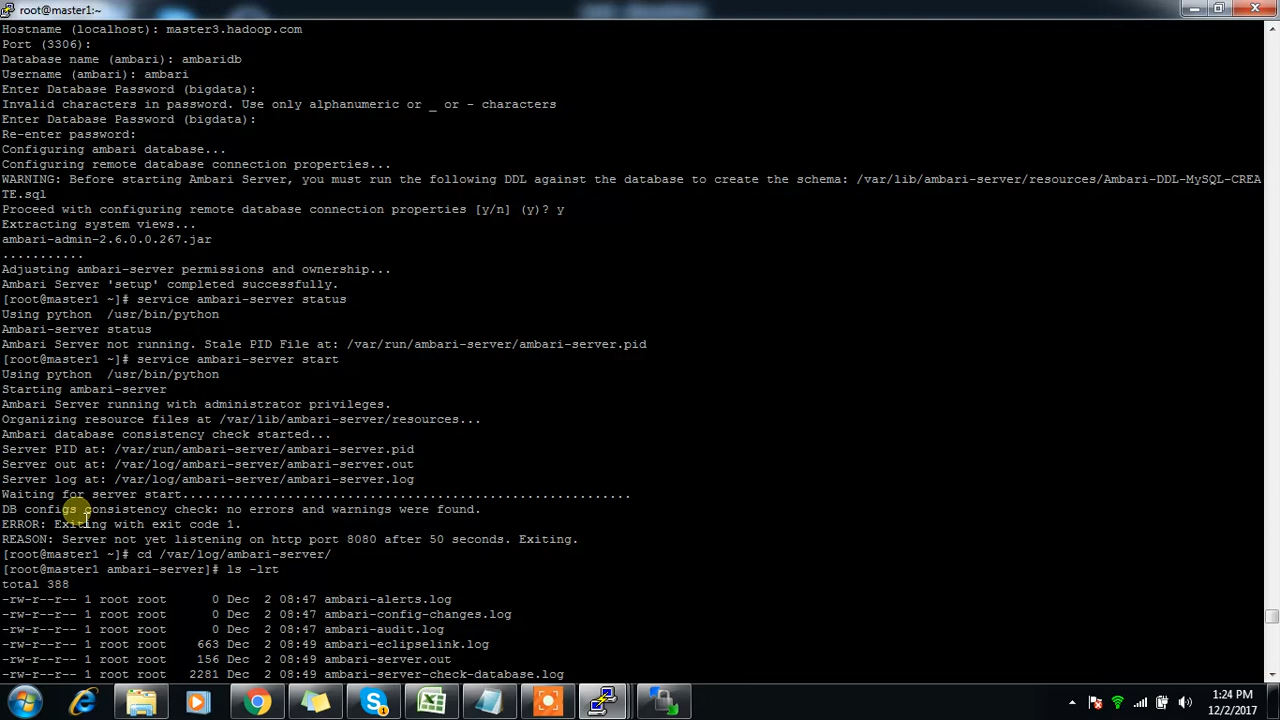 root@master1:~
Hostname (localhost): master3.hadoop.com
Port (3306):
Database name (ambari): ambaridb
Username (ambari): ambari
Enter Database Password (bigdata):
Invalid characters in password. Use only alphanumeric or _ or - characters
Enter Database Password (bigdata):
Re-enter password:
Configuring ambari database...
Configuring remote database connection properties...
WARNING: Before starting Ambari Server, you must run the following DDL against the database to create the schema: /var/lib/ambari-server/resources/Ambari-DDL-MySQL-CREA
TE.sql
Proceed with configuring remote database connection properties [y/n] (y)? y
Extracting system views...
ambari-admin-2.6.0.0.267.jar
...........
Adjusting ambari-server permissions and ownership...
Ambari Server 'setup' completed successfully.
[root@master1 ~]# service ambari-server status
Using python  /usr/bin/python
Ambari-server status
Ambari Server not running. Stale PID File at: /var/run/ambari-server/ambari-server.pid
[root@master1 ~]# service ambari-server start
Using python  /usr/bin/python
Starting ambari-server
Ambari Server running with administrator privileges.
Organizing resource files at /var/lib/ambari-server/resources...
Ambari database consistency check started...
Server PID at: /var/run/ambari-server/ambari-server.pid
Server out at: /var/log/ambari-server/ambari-server.out
Server log at: /var/log/ambari-server/ambari-server.log
Waiting for server start............................................................
DB configs consistency check: no errors and warnings were found.
ERROR: Exiting with exit code 1.
REASON: Server not yet listening on http port 8080 after 50 seconds. Exiting.
[root@master1 ~]# cd /var/log/ambari-server/
[root@master1 ambari-server]# ls -lrt
total 388
-rw-r--r-- 1 root root      0 Dec  2 08:47 ambari-alerts.log
-rw-r--r-- 1 root root      0 Dec  2 08:47 ambari-config-changes.log
-rw-r--r-- 1 root root      0 Dec  2 08:47 ambari-audit.log
-rw-r--r-- 1 root root    663 Dec  2 08:49 ambari-eclipselink.log
-rw-r--r-- 1 root root    156 Dec  2 08:49 ambari-server.out
-rw-r--r-- 1 root root   2281 Dec  2 08:49 ambari-server-check-database.log
1:24 PM
12/2/2017